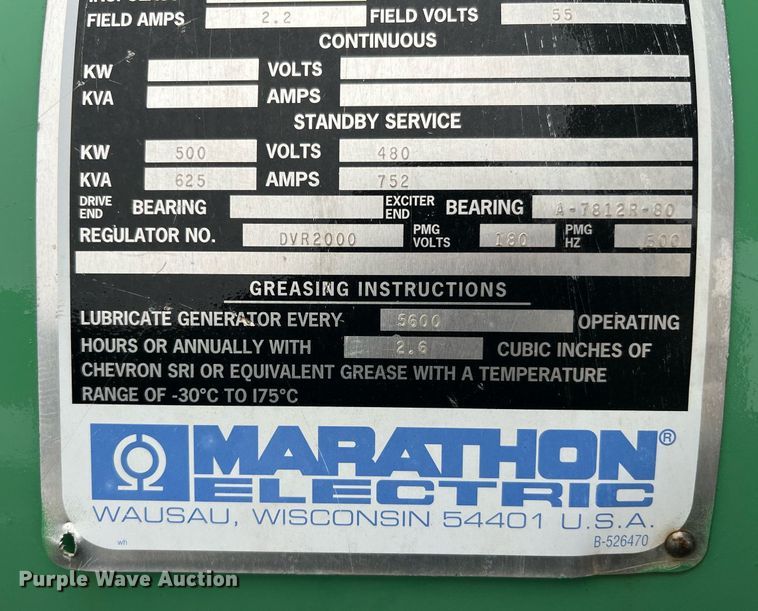 FIELD AMPS 2.2 FIELD VOLTS 55
CONTINUOUS
KW VOLTS
KVA AMPS
STANDBY SERVICE
KW 500 VOLTS 480
KVA 625 AMPS 752
DRIVE END BEARING EXCITER END BEARING A-7812R-80
REGULATOR NO. DVR2000 PMG VOLTS 180 PMG HZ 500
GREASING INSTRUCTIONS
LUBRICATE GENERATOR EVERY 5600 OPERATING
HOURS OR ANNUALLY WITH 2.6 CUBIC INCHES OF
CHEVRON SRI OR EQUIVALENT GREASE WITH A TEMPERATURE
RANGE OF -30°C TO 175°C
MARATHON®
ELECTRIC
WAUSAU, WISCONSIN 54401 U.S.A.
wh B-526470
Purple Wave Auction